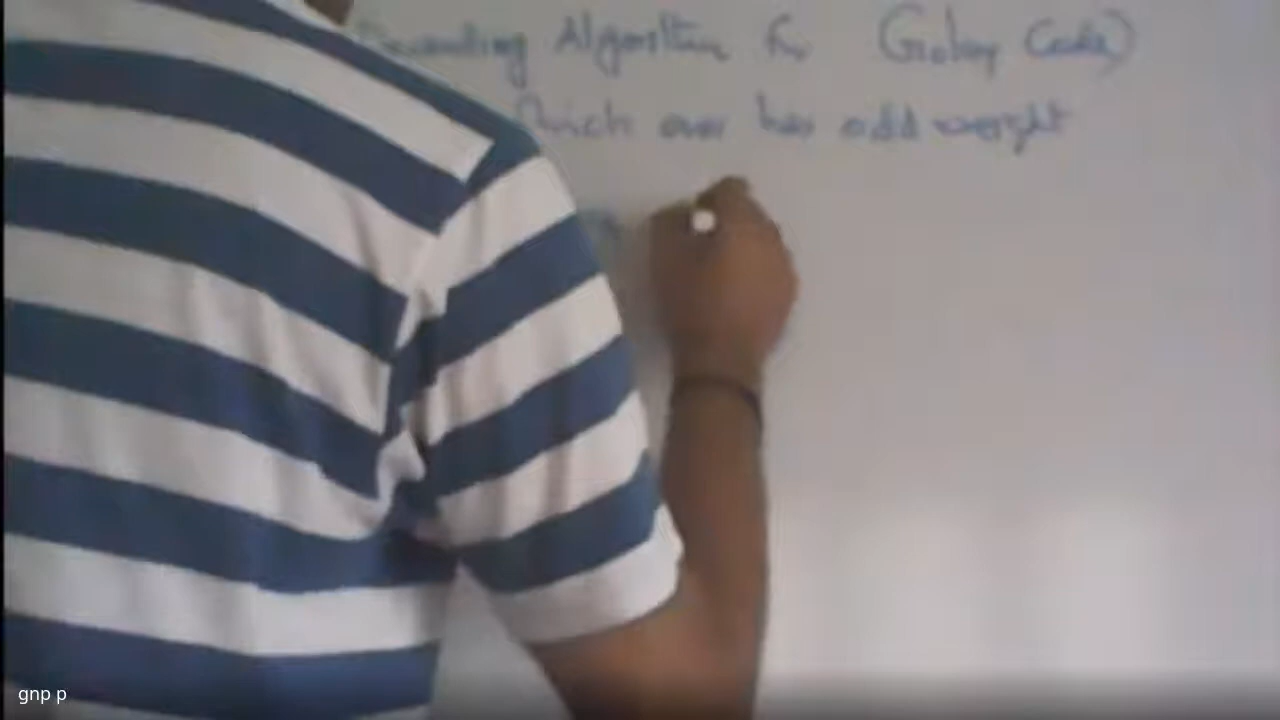 Decoding Algorithm for Golay Code)
which ever has odd weight
gnp p